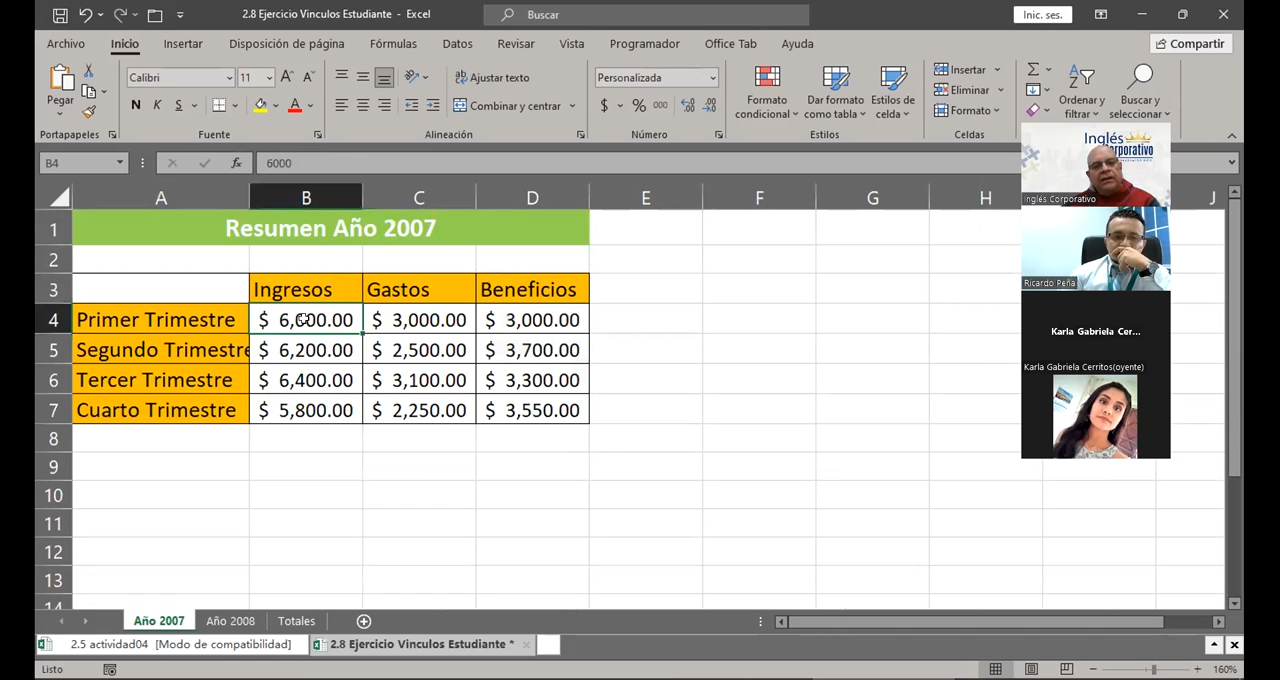 2.8 Ejercicio Vinculos Estudiante - Excel
Buscar
Inic. ses.
Archivo Inicio Insertar Disposición de página Fórmulas Datos Revisar Vista Programador Office Tab Ayuda
Compartir
Pegar
Calibri 11
N K S
Ajustar texto
Combinar y centrar
Personalizada
$ % 000
Formato condicional
Dar formato como tabla
Estilos de celda
Insertar
Eliminar
Formato
Ordenar y filtrar
Buscar y seleccionar
Portapapeles Fuente Alineación Número Estilos Celdas
B4 fx 6000
A B C D E F G H J
1 Resumen Año 2007
2
3 Ingresos Gastos Beneficios
4 Primer Trimestre $ 6,000.00 $ 3,000.00 $ 3,000.00
5 Segundo Trimestre $ 6,200.00 $ 2,500.00 $ 3,700.00
6 Tercer Trimestre $ 6,400.00 $ 3,100.00 $ 3,300.00
7 Cuarto Trimestre $ 5,800.00 $ 2,250.00 $ 3,550.00
8
9
10
11
12
13
14
Inglés
Corporativo
Inglés Corporativo
Ricardo Peña
Karla Gabriela Cer...
Karla Gabriela Cerritos(oyente)
Año 2007 Año 2008 Totales
2.5 actividad04 [Modo de compatibilidad] 2.8 Ejercicio Vinculos Estudiante *
Listo
160%